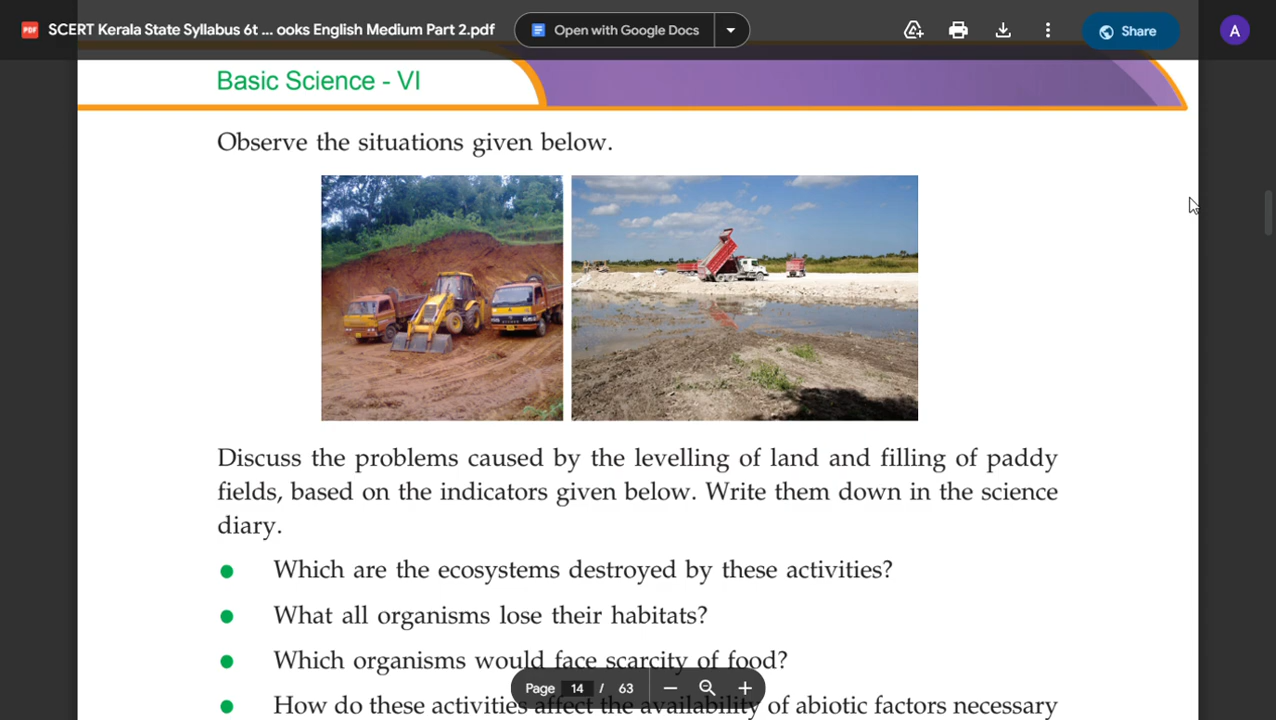 SCERT Kerala State Syllabus 6t ... ooks English Medium Part 2.pdf
Open with Google Docs
Share
A
Basic Science - VI
Observe the situations given below.
Discuss the problems caused by the levelling of land and filling of paddy
fields, based on the indicators given below. Write them down in the science
diary.
Which are the ecosystems destroyed by these activities?
What all organisms lose their habitats?
Which organisms would face scarcity of food?
Page 14 / 63
How do these activities affect the availability of abiotic factors necessary